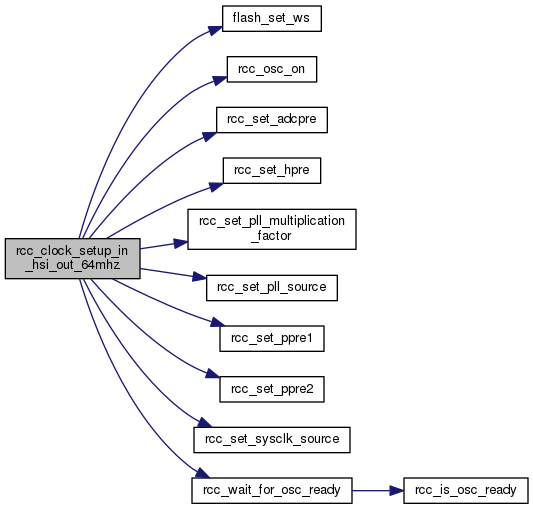 flash_set_ws
rcc_osc_on
rcc_set_adcpre
rcc_set_hpre
rcc_set_pll_multiplication
_factor
rcc_clock_setup_in
_hsi_out_64mhz
rcc_set_pll_source
rcc_set_ppre1
rcc_set_ppre2
rcc_set_sysclk_source
rcc_wait_for_osc_ready
rcc_is_osc_ready